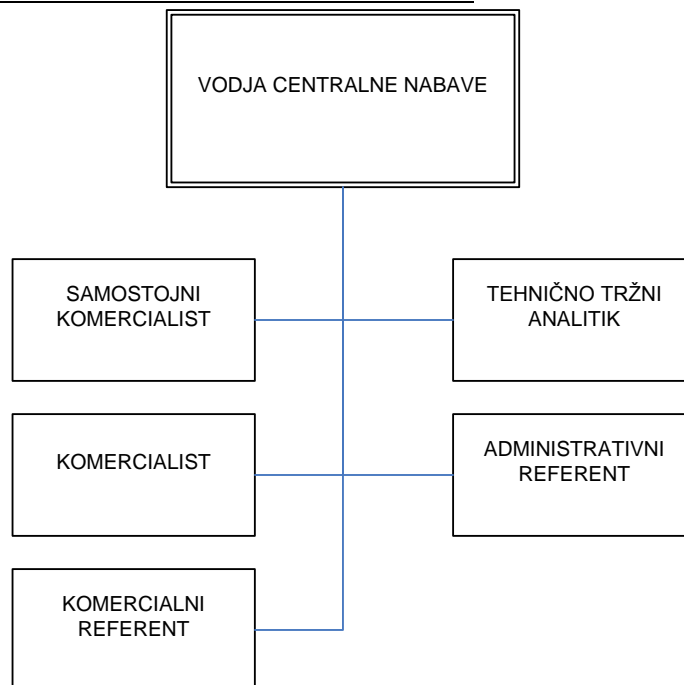 VODJA CENTRALNE NABAVE
SAMOSTOJNI
KOMERCIALIST
TEHNIČNO TRŽNI
ANALITIK
KOMERCIALIST
ADMINISTRATIVNI
REFERENT
KOMERCIALNI
REFERENT